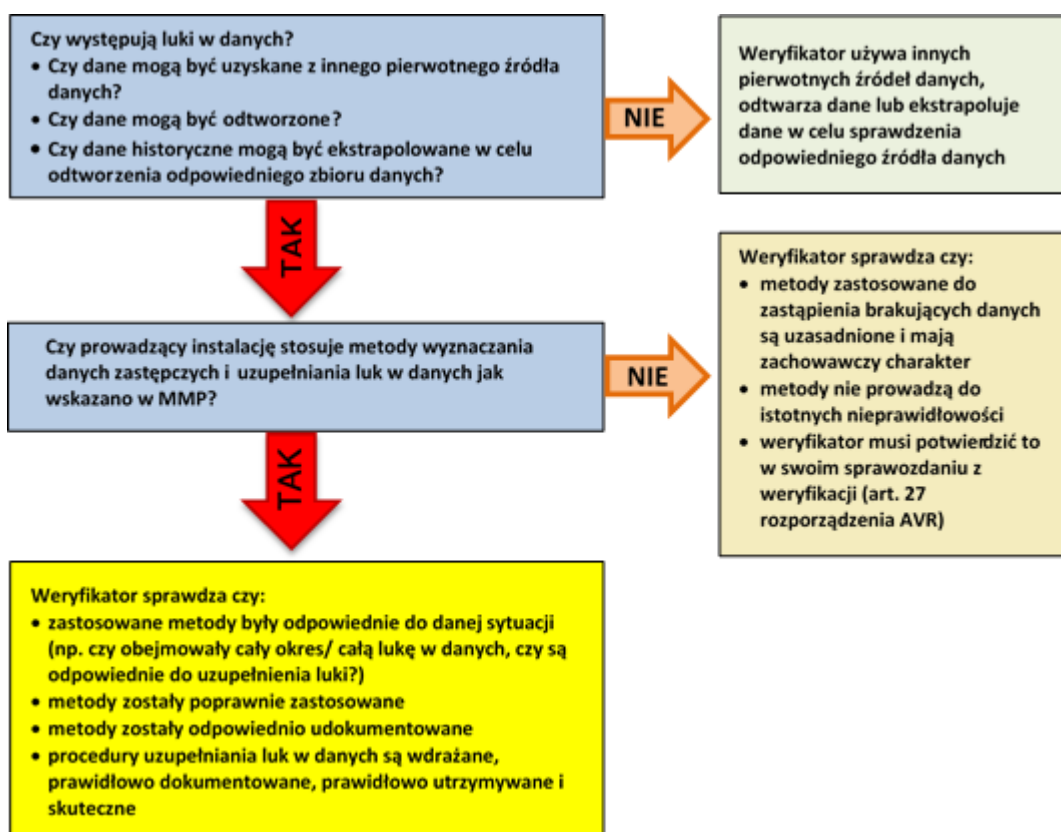 Czy występują luki w danych?
• Czy dane mogą być uzyskane z innego pierwotnego źródła
danych?
• Czy dane mogą być odtworzone?
• Czy dane historyczne mogą być ekstrapolowane w celu
odtworzenia odpowiedniego zbioru danych?
NIE
Weryfikator używa innych
pierwotnych źródeł danych,
odtwarza dane lub ekstrapoluje
dane w celu sprawdzenia
odpowiedniego źródła danych
TAK
Czy prowadzący instalację stosuje metody wyznaczania
danych zastępczych i uzupełniania luk w danych jak
wskazano w MMP?
NIE
Weryfikator sprawdza czy:
• metody zastosowane do
zastąpienia brakujących danych
są uzasadnione i mają
zachowawczy charakter
• metody nie prowadzą do
istotnych nieprawidłowości
• weryfikator musi potwierdzić to
w swoim sprawozdaniu z
weryfikacji (art. 27
rozporządzenia AVR)
TAK
Weryfikator sprawdza czy:
• zastosowane metody były odpowiednie do danej sytuacji
(np. czy obejmowały cały okres/ całą lukę w danych, czy są
odpowiednie do uzupełnienia luki?)
• metody zostały poprawnie zastosowane
• metody zostały odpowiednio udokumentowane
• procedury uzupełniania luk w danych są wdrażane,
prawidłowo dokumentowane, prawidłowo utrzymywane i
skuteczne